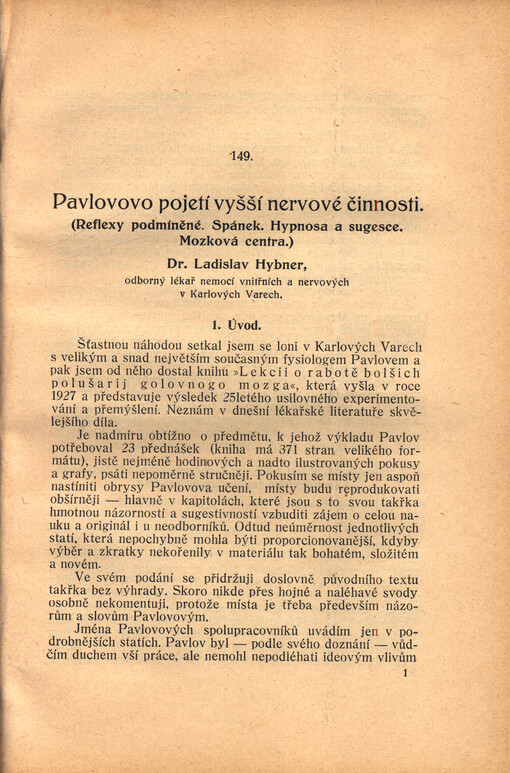 149.
Pavlovovo pojetí vyšší nervové činnosti.
(Reflexy podmíněné. Spánek. Hypnosa a sugesce.
Mozková centra.)
Dr. Ladislav Hybner,
odborný lékař nemocí vnitřních a nervových
v Karlových Varech.
1. Úvod.
Šťastnou náhodou setkal jsem se loni v Karlových Varech
s velikým a snad největším současným fysiologem Pavlovem a
pak jsem od něho dostal knihu »Lekcii o rabotě bolšich
polušarij golovnogo mozga«, která vyšla v roce
1927 a představuje výsledek 25letého usilovného experimento-
vání a přemýšlení. Neznám v dnešní lékařské literatuře skvě-
lejšího díla.
Je nadmíru obtížno o předmětu, k jehož výkladu Pavlov
potřeboval 23 přednášek (kniha má 371 stran velikého for-
mátu), jistě nejméně hodinových a nadto ilustrovaných pokusy
a grafy, psáti nepoměrně stručněji. Pokusím se místy jen aspoň
nastíniti obrysy Pavlovova učení, místy budu reprodukovati
obšírněji — hlavně v kapitolách, které jsou s to svou takřka
hmotnou názorností a sugestivností vzbuditi zájem o celou na-
uku a originál i u neodborníků. Odtud neúměrnost jednotlivých
statí, která nepochybně mohla býti proporcionovanější, kdyby
výběr a zkratky nekořenily v materiálu tak bohatém, složitém
a novém.
Ve svém podání se přidržuji doslovně původního textu
takřka bez výhrady. Skoro nikde přes hojné a naléhavé svody
osobně nekomentuji, protože místa je třeba především názo-
rům a slovům Pavlovovým.
Jména Pavlovových spolupracovníků uvádím jen v po-
drobnějších statích. Pavlov byl — podle svého doznání — vůd-
čím duchem vší práce, ale nemohl nepodléhati ideovým vlivům
1